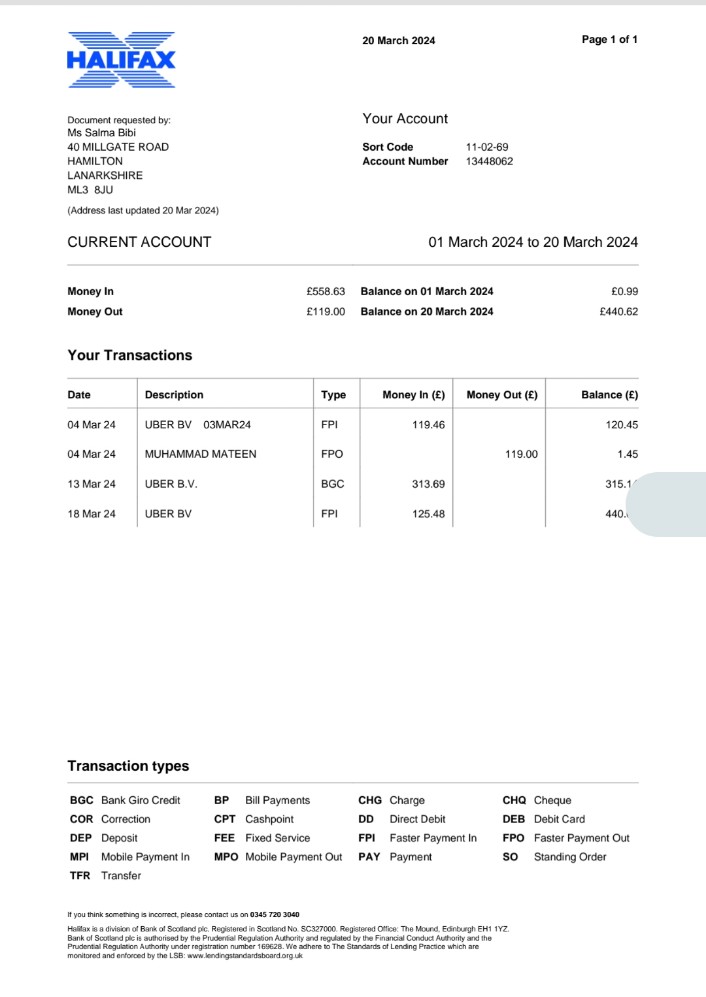 HALIFAX
20 March 2024 Page 1 of 1
Document requested by:
Ms Salma Bibi
40 MILLGATE ROAD
HAMILTON
LANARKSHIRE
ML3 8JU
(Address last updated 20 Mar 2024)
Your Account
Sort Code 11-02-69
Account Number 13448062
CURRENT ACCOUNT 01 March 2024 to 20 March 2024
Money In £558.63 Balance on 01 March 2024 £0.99
Money Out £119.00 Balance on 20 March 2024 £440.62
Your Transactions
Date Description Type Money In (£) Money Out (£) Balance (£)
04 Mar 24 UBER BV 03MAR24 FPI 119.46 120.45
04 Mar 24 MUHAMMAD MATEEN FPO 119.00 1.45
13 Mar 24 UBER B.V. BGC 313.69 315.1
18 Mar 24 UBER BV FPI 125.48 440.
Transaction types
BGC Bank Giro Credit BP Bill Payments CHG Charge CHQ Cheque
COR Correction CPT Cashpoint DD Direct Debit DEB Debit Card
DEP Deposit FEE Fixed Service FPI Faster Payment In FPO Faster Payment Out
MPI Mobile Payment In MPO Mobile Payment Out PAY Payment SO Standing Order
TFR Transfer
If you think something is incorrect, please contact us on 0345 720 3040
Halifax is a division of Bank of Scotland plc. Registered in Scotland No. SC327000. Registered Office: The Mound, Edinburgh EH1 1YZ.
Bank of Scotland plc is authorised by the Prudential Regulation Authority and regulated by the Financial Conduct Authority and the
Prudential Regulation Authority under registration number 169628. We adhere to The Standards of Lending Practice which are
monitored and enforced by the LSB: www.lendingstandardsboard.org.uk